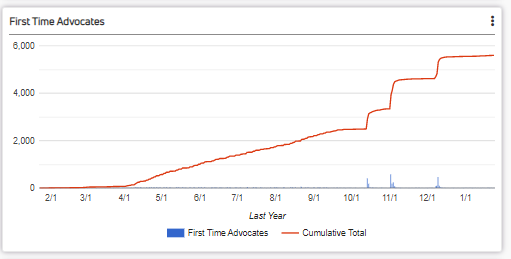 First Time Advocates
6,000
4,000
2,000
0
2/1 3/1 4/1 5/1 6/1 7/1 8/1 9/1 10/1 11/1 12/1 1/1
Last Year
First Time Advocates Cumulative Total